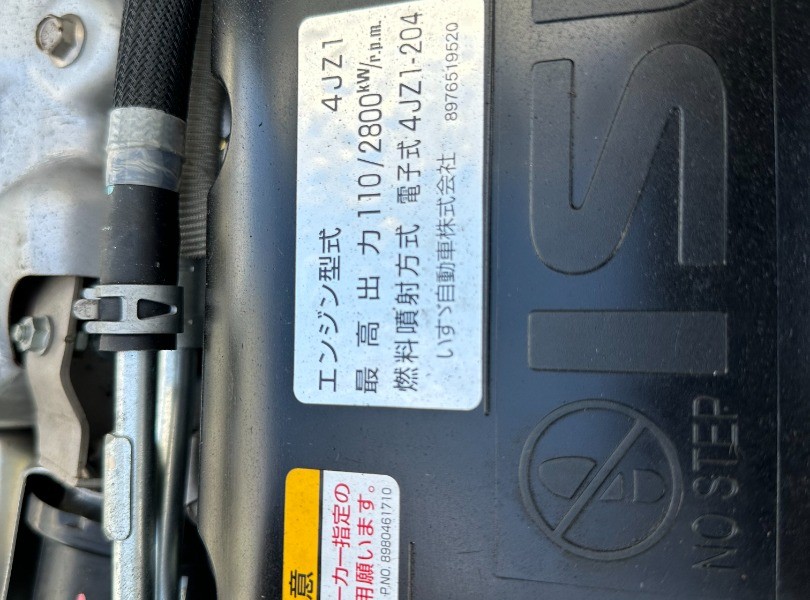 エンジン型式 4JZ1
最高出力 110/2800kW/r.p.m.
燃料噴射方式 電子式 4JZ1-204
いすゞ自動車株式会社 8976519520
意
ーカー指定の
用願います。
P.NO. 8980461710
IS
NO STEP